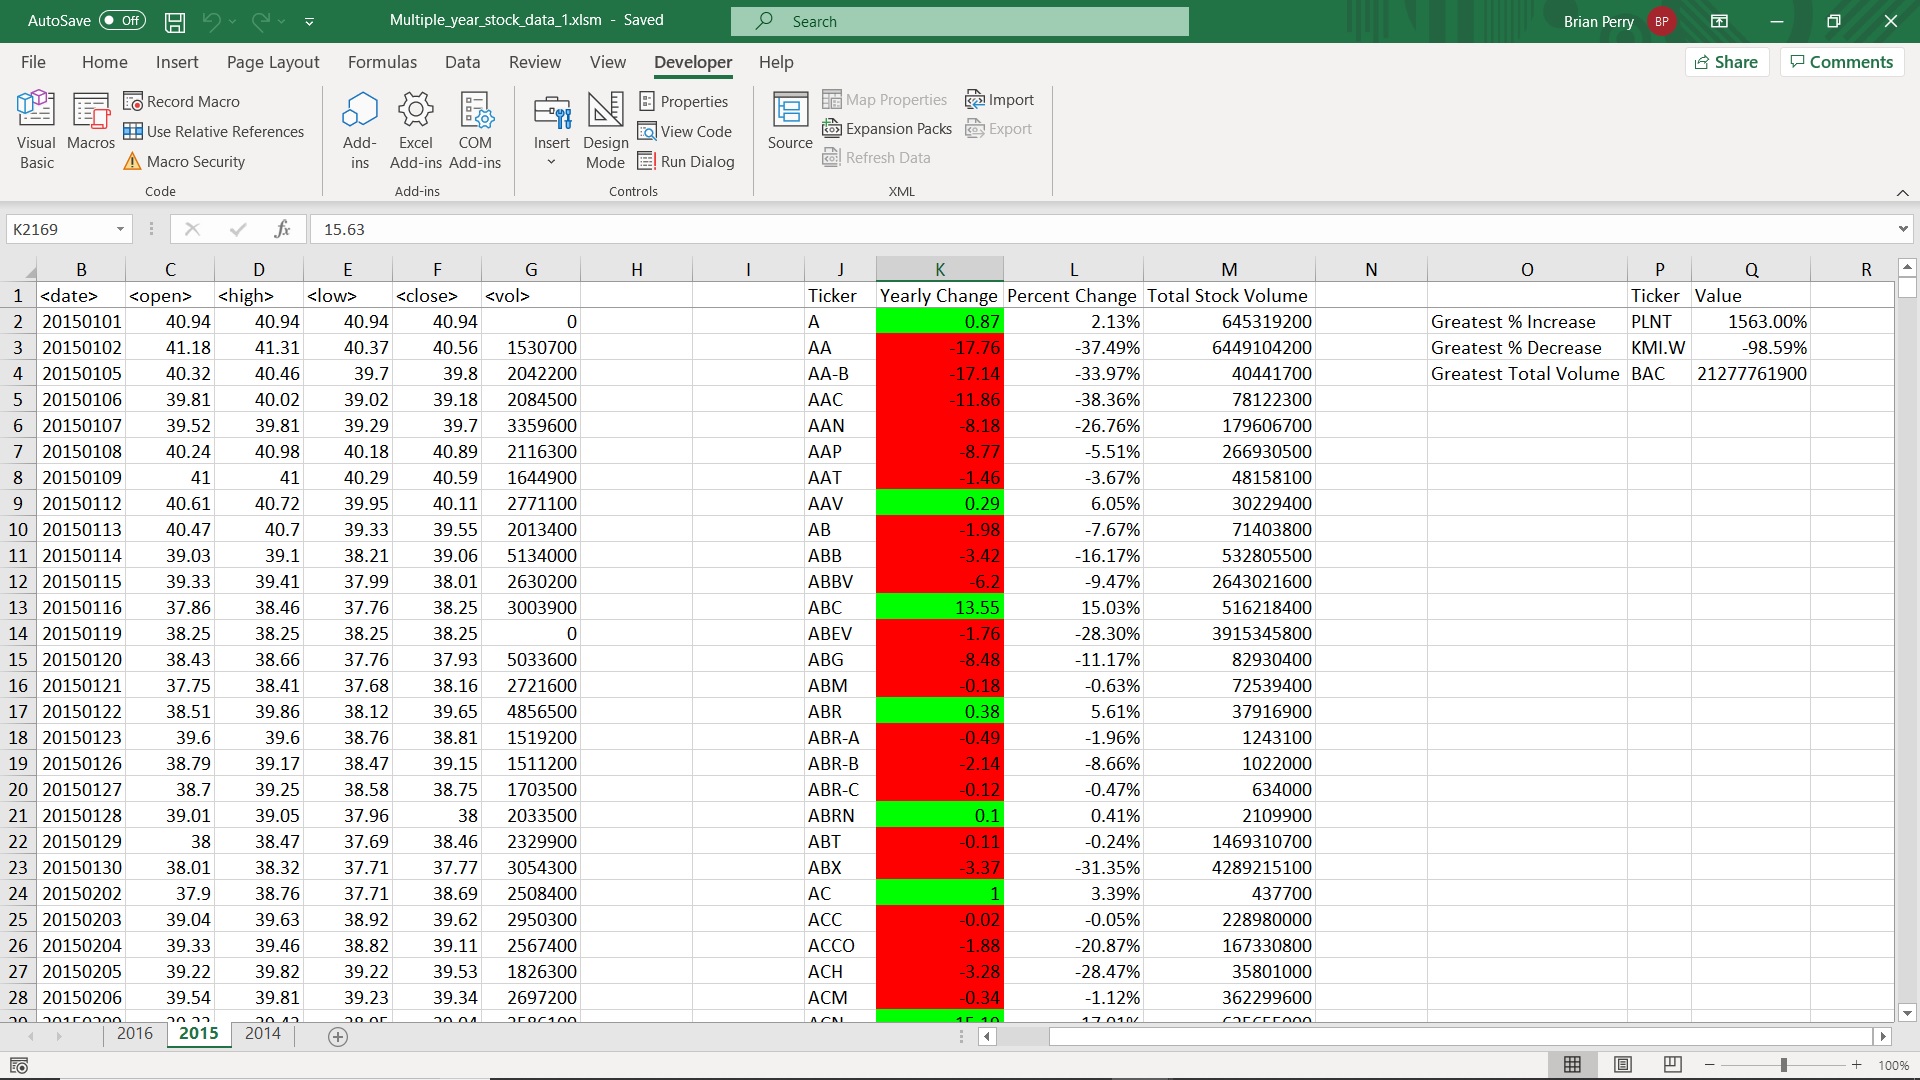 AutoSave Off Multiple_year_stock_data_1.xlsm - Saved Search Brian Perry BP
File Home Insert Page Layout Formulas Data Review View Developer Help Share Comments
Visual Basic
Macros
Record Macro
Use Relative References
Macro Security
Code
Add-ins
Excel Add-ins
COM Add-ins
Add-ins
Insert
Design Mode
Properties
View Code
Run Dialog
Controls
Source
Map Properties
Expansion Packs
Refresh Data
Import
Export
XML
K2169 fx 15.63
B C D E F G H I J K L M N O P Q R
1 <date> <open> <high> <low> <close> <vol> Ticker Yearly Change Percent Change Total Stock Volume Ticker Value
2 20150101 40.94 40.94 40.94 40.94 0 A 0.87 2.13% 645319200 Greatest % Increase PLNT 1563.00%
3 20150102 41.18 41.31 40.37 40.56 1530700 AA -17.76 -37.49% 6449104200 Greatest % Decrease KMI.W -98.59%
4 20150105 40.32 40.46 39.7 39.8 2042200 AA-B -17.14 -33.97% 40441700 Greatest Total Volume BAC 21277761900
5 20150106 39.81 40.02 39.02 39.18 2084500 AAC -11.86 -38.36% 78122300
6 20150107 39.52 39.81 39.29 39.7 3359600 AAN -8.18 -26.76% 179606700
7 20150108 40.24 40.98 40.18 40.89 2116300 AAP -8.77 -5.51% 266930500
8 20150109 41 41 40.29 40.59 1644900 AAT -1.46 -3.67% 48158100
9 20150112 40.61 40.72 39.95 40.11 2771100 AAV 0.29 6.05% 30229400
10 20150113 40.47 40.7 39.33 39.55 2013400 AB -1.98 -7.67% 71403800
11 20150114 39.03 39.1 38.21 39.06 5134000 ABB -3.42 -16.17% 532805500
12 20150115 39.33 39.41 37.99 38.01 2630200 ABBV -6.2 -9.47% 2643021600
13 20150116 37.86 38.46 37.76 38.25 3003900 ABC 13.55 15.03% 516218400
14 20150119 38.25 38.25 38.25 38.25 0 ABEV -1.76 -28.30% 3915345800
15 20150120 38.43 38.66 37.76 37.93 5033600 ABG -8.48 -11.17% 82930400
16 20150121 37.75 38.41 37.68 38.16 2721600 ABM -0.18 -0.63% 72539400
17 20150122 38.51 39.86 38.12 39.65 4856500 ABR 0.38 5.61% 37916900
18 20150123 39.6 39.6 38.76 38.81 1519200 ABR-A -0.49 -1.96% 1243100
19 20150126 38.79 39.17 38.47 39.15 1511200 ABR-B -2.14 -8.66% 1022000
20 20150127 38.7 39.25 38.58 38.75 1703500 ABR-C -0.12 -0.47% 634000
21 20150128 39.01 39.05 37.96 38 2033500 ABRN 0.1 0.41% 2109900
22 20150129 38 38.47 37.69 38.46 2329900 ABT -0.11 -0.24% 1469310700
23 20150130 38.01 38.32 37.71 37.77 3054300 ABX -3.37 -31.35% 4289215100
24 20150202 37.9 38.76 37.71 38.69 2508400 AC 1 3.39% 437700
25 20150203 39.04 39.63 38.92 39.62 2950300 ACC -0.02 -0.05% 228980000
26 20150204 39.33 39.46 38.82 39.11 2567400 ACCO -1.88 -20.87% 167330800
27 20150205 39.22 39.82 39.22 39.53 1826300 ACH -3.28 -28.47% 35801000
28 20150206 39.54 39.81 39.23 39.34 2697200 ACM -0.34 -1.12% 362299600
2016 2015 2014
100%